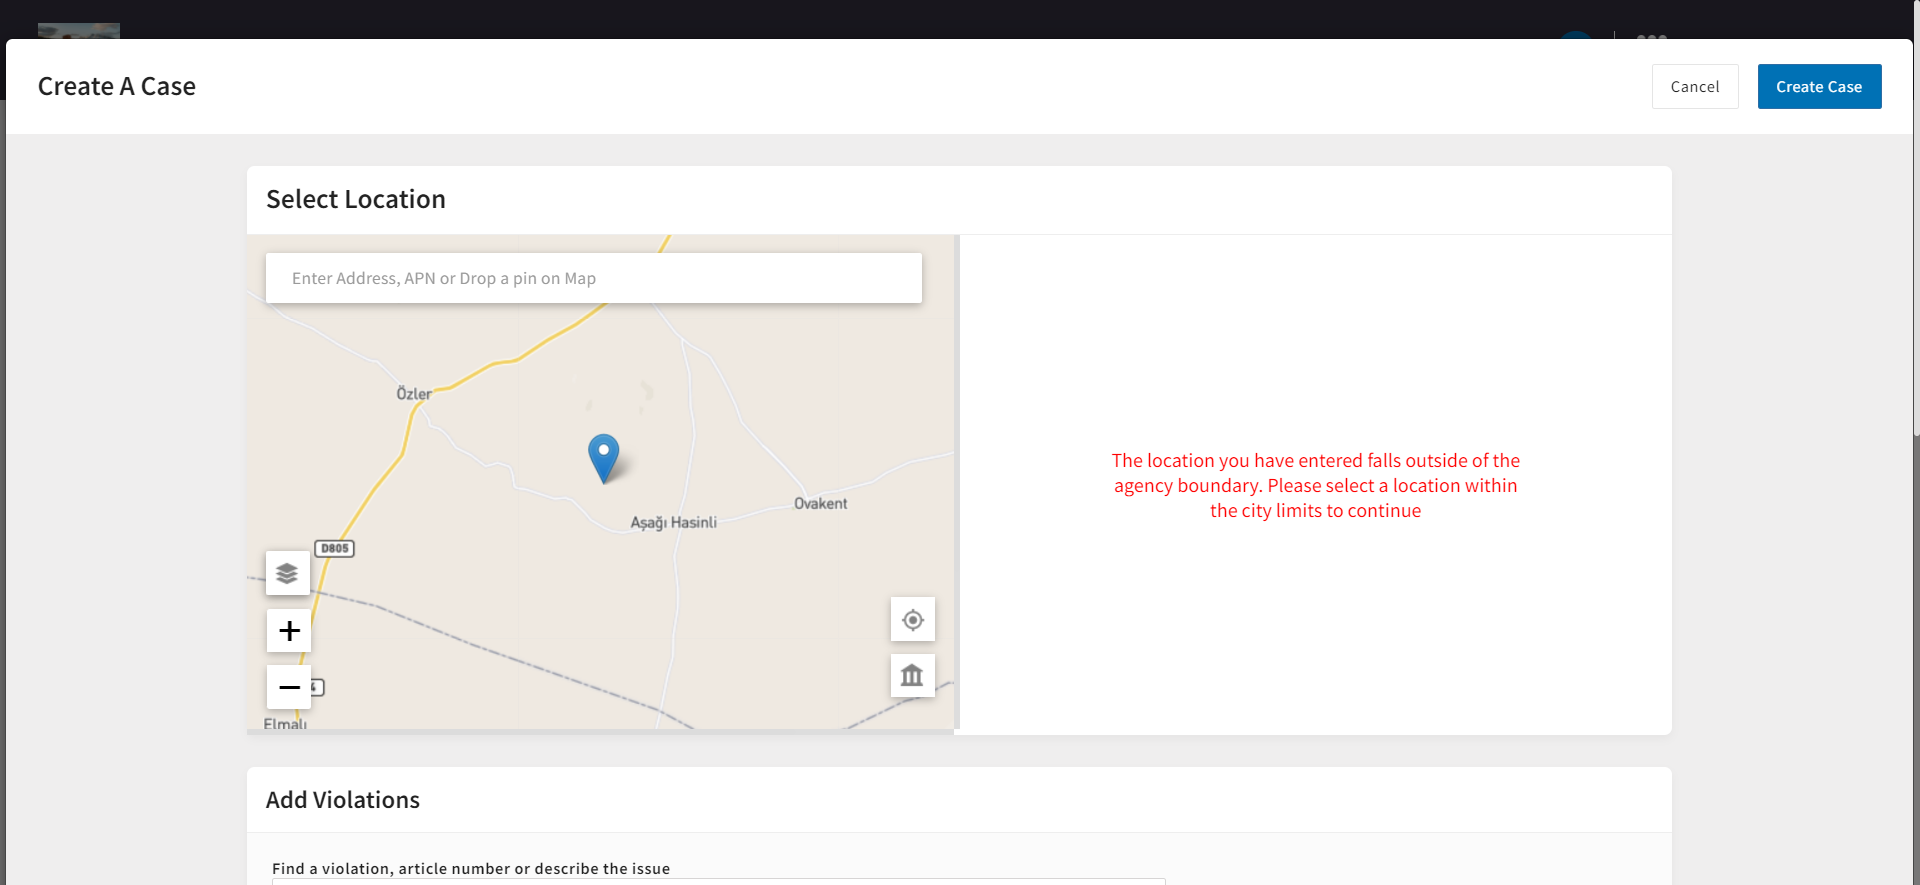 Create A Case
Cancel
Create Case
Select Location
Enter Address, APN or Drop a pin on Map
Özler
Ovakent
Aşağı Hasinli
D805
Elmalı
The location you have entered falls outside of the
agency boundary. Please select a location within
the city limits to continue
Add Violations
Find a violation, article number or describe the issue